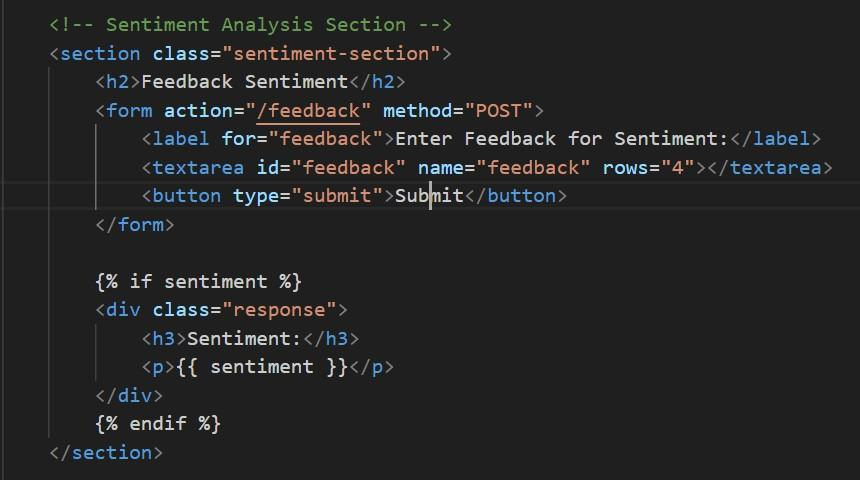 <!-- Sentiment Analysis Section -->
<section class="sentiment-section">
<h2>Feedback Sentiment</h2>
<form action="/feedback" method="POST">
<label for="feedback">Enter Feedback for Sentiment:</label>
<textarea id="feedback" name="feedback" rows="4"></textarea>
<button type="submit">Submit</button>
</form>
{% if sentiment %}
<div class="response">
<h3>Sentiment:</h3>
<p>{{ sentiment }}</p>
</div>
{% endif %}
</section>